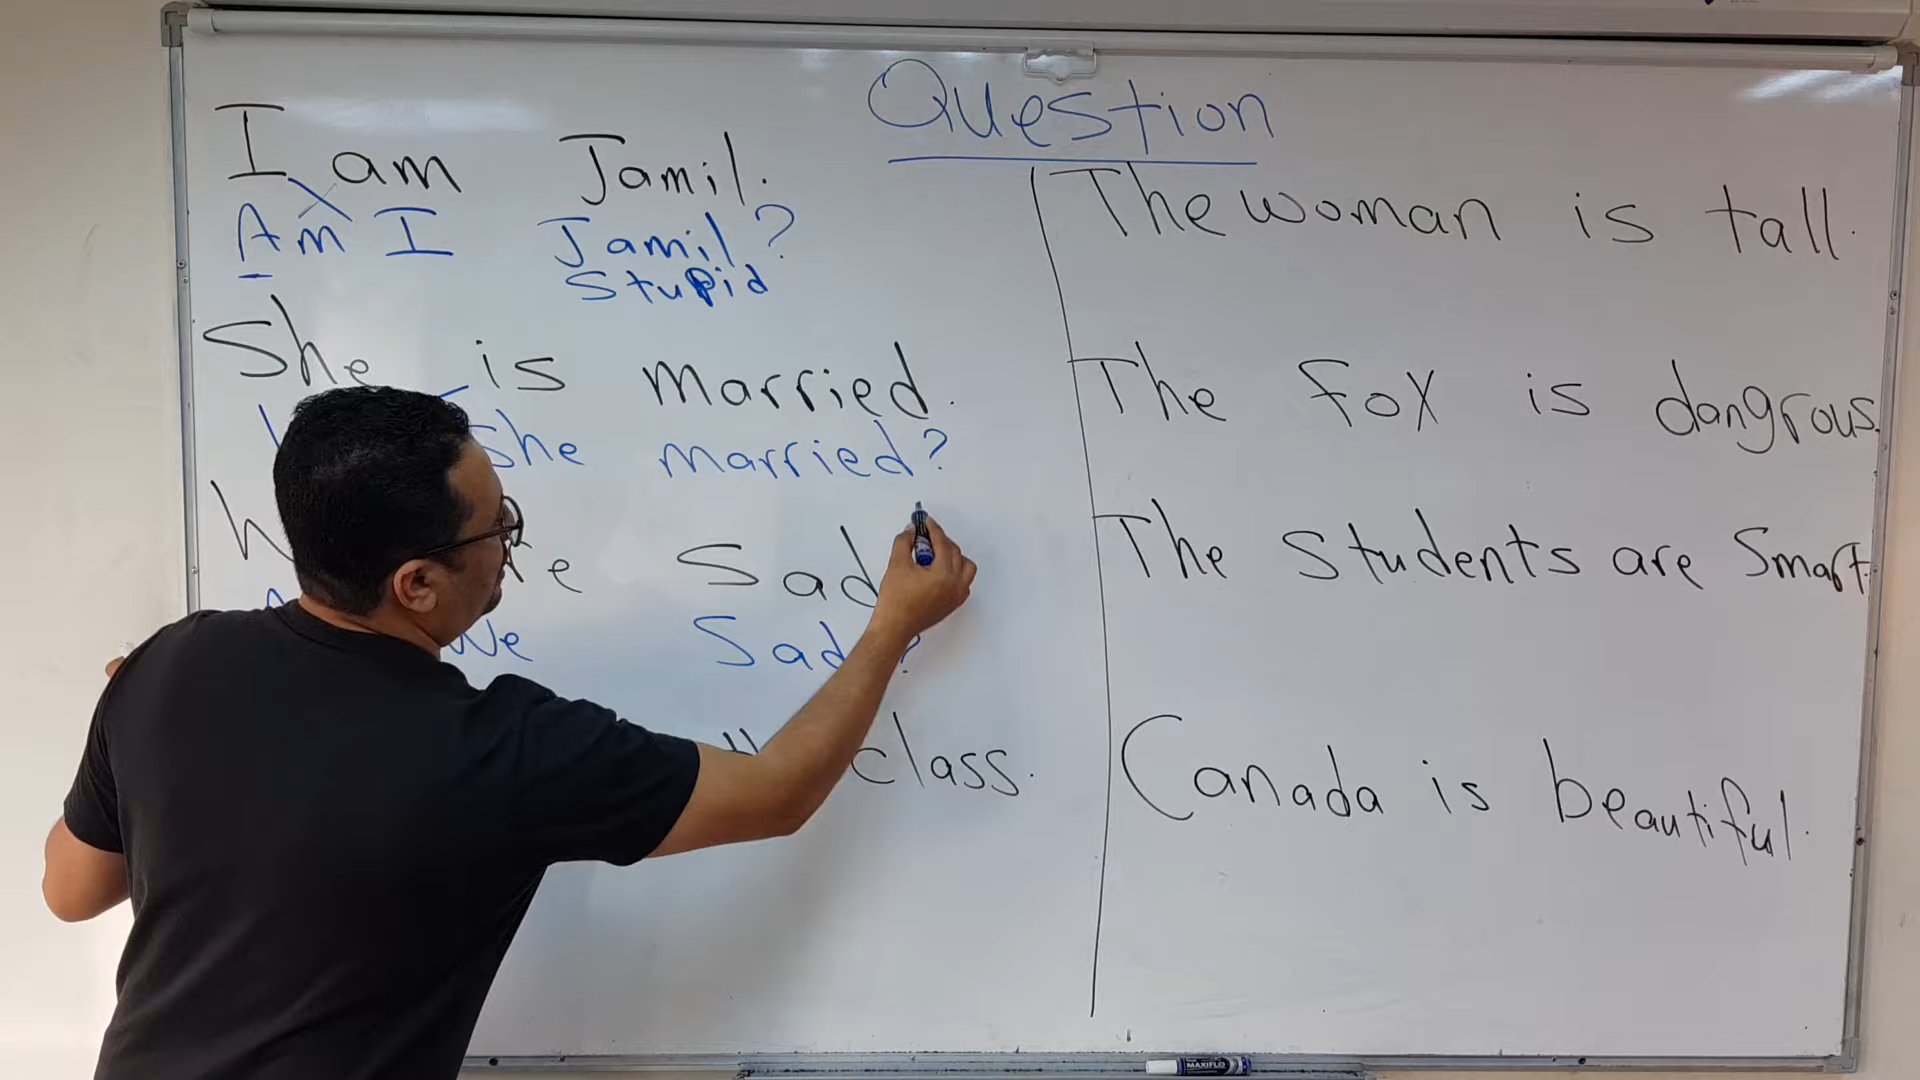 Question
I am Jamil.
Am I Jamil?
Stupid
She is married.
she married?
Sad
We Sad ?
class.
The woman is tall.
The Fox is dangrous.
The Students are Smart.
Canada is beautiful.
MAXIFLO